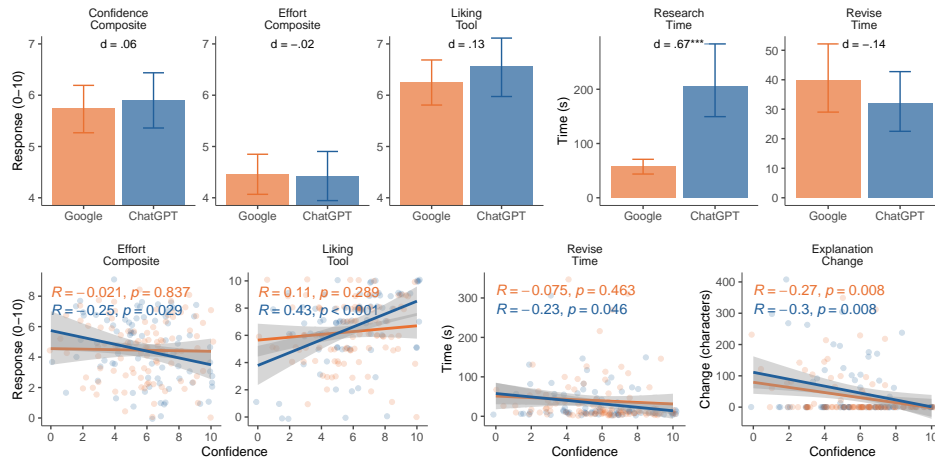 Confidence
Composite
d = .06
Response (0−10)
7
6
5
4
Google ChatGPT
Effort
Composite
d = −.02
7
6
5
4
Google ChatGPT
Liking
Tool
d = .13
7
6
5
4
Google ChatGPT
Research
Time
d = .67***
Time (s)
200
100
0
Google ChatGPT
Revise
Time
d = −.14
50
40
30
20
10
0
Google ChatGPT
Effort
Composite
R = −0.021, p = 0.837
R = −0.25, p = 0.029
Response (0−10)
8
6
4
2
0
0 2 4 6 8 10
Liking
Tool
R = 0.11, p = 0.289
R = 0.43, p < 0.001
10
8
6
4
2
0
0 2 4 6 8 10
Confidence
Revise
Time
R = −0.075, p = 0.463
R = −0.23, p = 0.046
Time (s)
300
200
100
0
0 2 4 6 8 10
Confidence
Explanation
Change
R = −0.27, p = 0.008
R = −0.3, p = 0.008
Change (characters)
400
300
200
100
0
0 2 4 6 8 10
Confidence